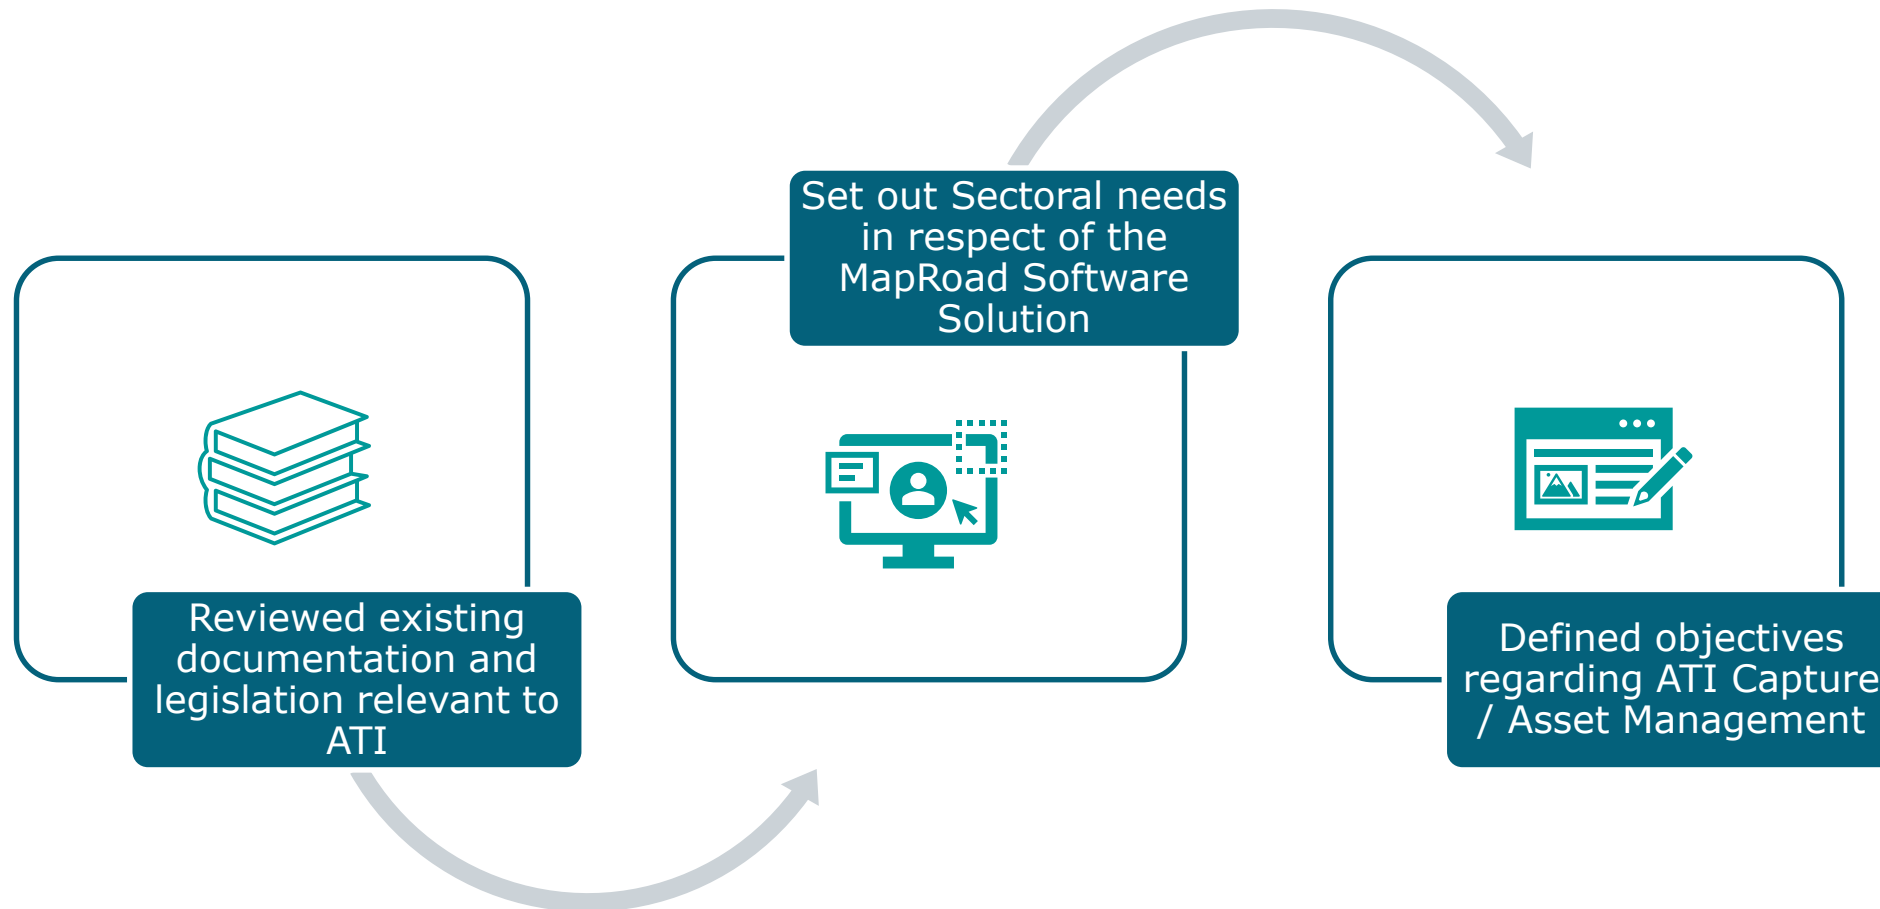 Reviewed existing
documentation and
legislation relevant to
ATI
Set out Sectoral needs
in respect of the
MapRoad Software
Solution
Defined objectives
regarding ATI Capture
/ Asset Management